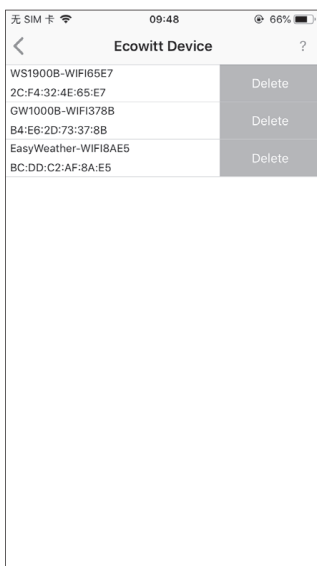 无 SIM 卡 09:48 66%
Ecowitt Device ?
WS1900B-WIFI65E7
2C:F4:32:4E:65:E7
Delete
GW1000B-WIFI378B
B4:E6:2D:73:37:8B
Delete
EasyWeather-WIFI8AE5
BC:DD:C2:AF:8A:E5
Delete